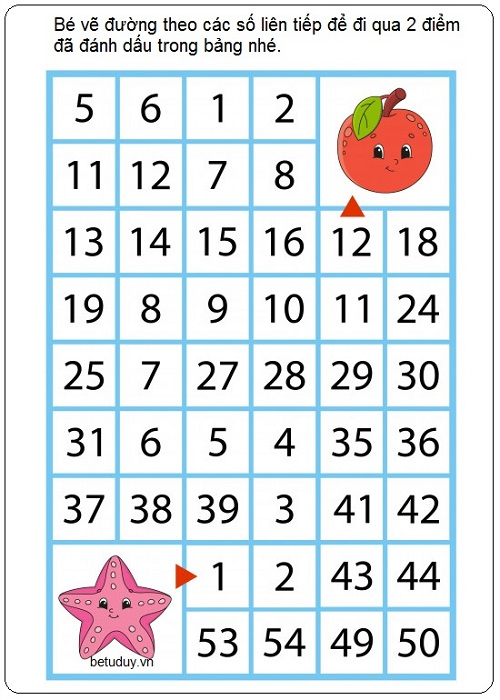 Bé vẽ đường theo các số liên tiếp để đi qua 2 điểm
đã đánh dấu trong bảng nhé.
5 6 1 2
11 12 7 8
13 14 15 16 12 18
19 8 9 10 11 24
25 7 27 28 29 30
31 6 5 4 35 36
37 38 39 3 41 42
1 2 43 44
53 54 49 50
betuduy.vn